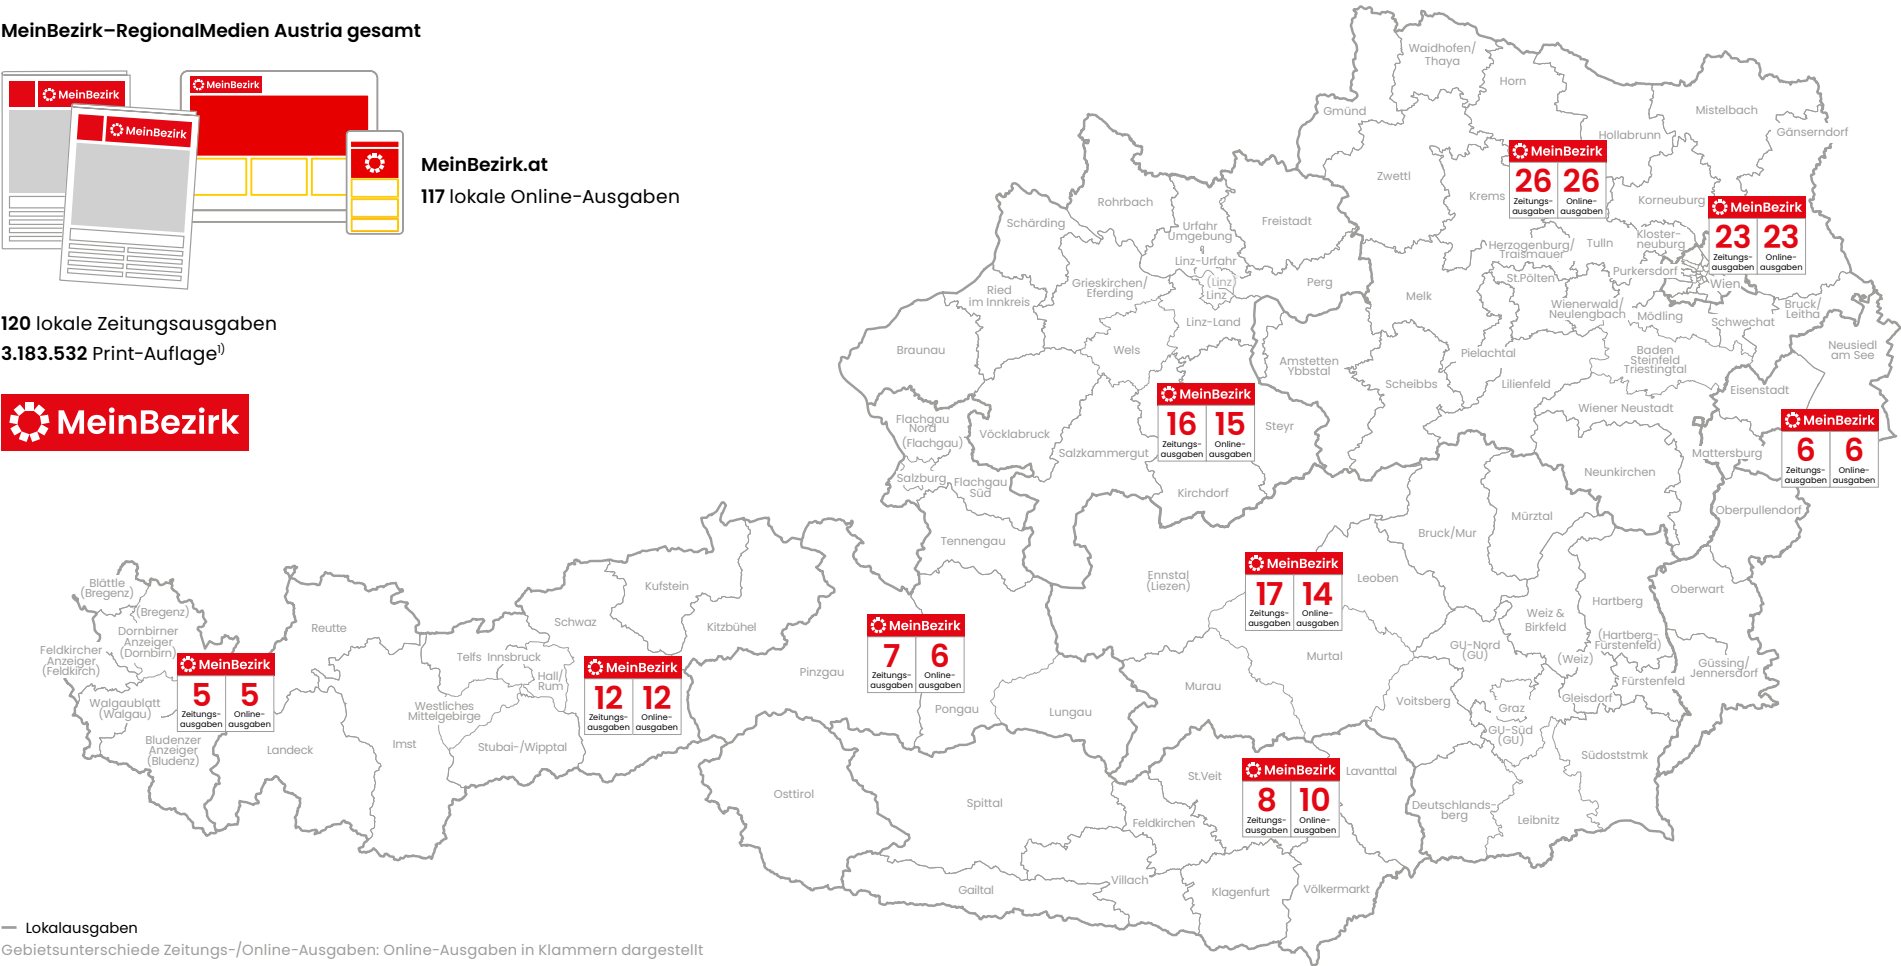 MeinBezirk–RegionalMedien Austria gesamt
MeinBezirk
MeinBezirk
MeinBezirk
MeinBezirk.at
117 lokale Online-Ausgaben
120 lokale Zeitungsausgaben
3.183.532 Print-Auflage1)
MeinBezirk
Waidhofen/
Thaya
Horn
Gmünd
Mistelbach
Gänserndorf
Hollabrunn
Zwettl
Krems
Korneuburg
MeinBezirk
26 26
Zeitungs-
ausgaben
Online-
ausgaben
MeinBezirk
23 23
Zeitungs-
ausgaben
Online-
ausgaben
Herzogenburg/
Traismauer
Tulln
Kloster-
neuburg
St.Pölten
Purkersdorf
Wien
Melk
Wienerwald/
Neulengbach
Mödling
Schwechat
Bruck/
Leitha
Neusiedl
am See
Amstetten
Ybbstal
Scheibbs
Pielachtal
Lilienfeld
Baden
Steinfeld
Triestingtal
Eisenstadt
Wiener Neustadt
Neunkirchen
Mattersburg
MeinBezirk
6 6
Zeitungs-
ausgaben
Online-
ausgaben
Oberpullendorf
Oberwart
Güssing/
Jennersdorf
Rohrbach
Schärding
Urfahr
Umgebung
Freistadt
Linz-Urfahr
(Linz)
Linz
Perg
Grieskirchen/
Eferding
Ried
im Innkreis
Linz-Land
Braunau
Wels
MeinBezirk
16 15
Zeitungs-
ausgaben
Online-
ausgaben
Steyr
Vöcklabruck
Salzkammergut
Kirchdorf
Flachgau
Nord
(Flachgau)
Salzburg
Flachgau
Süd
Tennengau
MeinBezirk
7 6
Zeitungs-
ausgaben
Online-
ausgaben
Pinzgau
Pongau
Lungau
Ennstal
(Liezen)
Bruck/Mur
Mürztal
Leoben
MeinBezirk
17 14
Zeitungs-
ausgaben
Online-
ausgaben
Murtal
Murau
Weiz &
Birkfeld
Hartberg
(Hartberg-
Fürstenfeld)
(Weiz)
Fürstenfeld
GU-Nord
(GU)
Voitsberg
Graz
Gleisdorf
GU-Süd
(GU)
Südoststmk
Deutschlands-
berg
Leibnitz
Blättle
(Bregenz)
(Bregenz)
Dornbirner
Anzeiger
(Dornbirn)
Feldkircher
Anzeiger
(Feldkirch)
Walgaublatt
(Walgau)
Bludenzer
Anzeiger
(Bludenz)
MeinBezirk
5 5
Zeitungs-
ausgaben
Online-
ausgaben
Reutte
Landeck
Imst
Telfs
Innsbruck
Hall/
Rum
Westliches
Mittelgebirge
Stubai-/Wipptal
Schwaz
Kufstein
Kitzbühel
MeinBezirk
12 12
Zeitungs-
ausgaben
Online-
ausgaben
Osttirol
Spittal
St.Veit
MeinBezirk
8 10
Zeitungs-
ausgaben
Online-
ausgaben
Lavanttal
Feldkirchen
Gailtal
Villach
Klagenfurt
Völkermarkt
Lokalausgaben
Gebietsunterschiede Zeitungs-/Online-Ausgaben: Online-Ausgaben in Klammern dargestellt